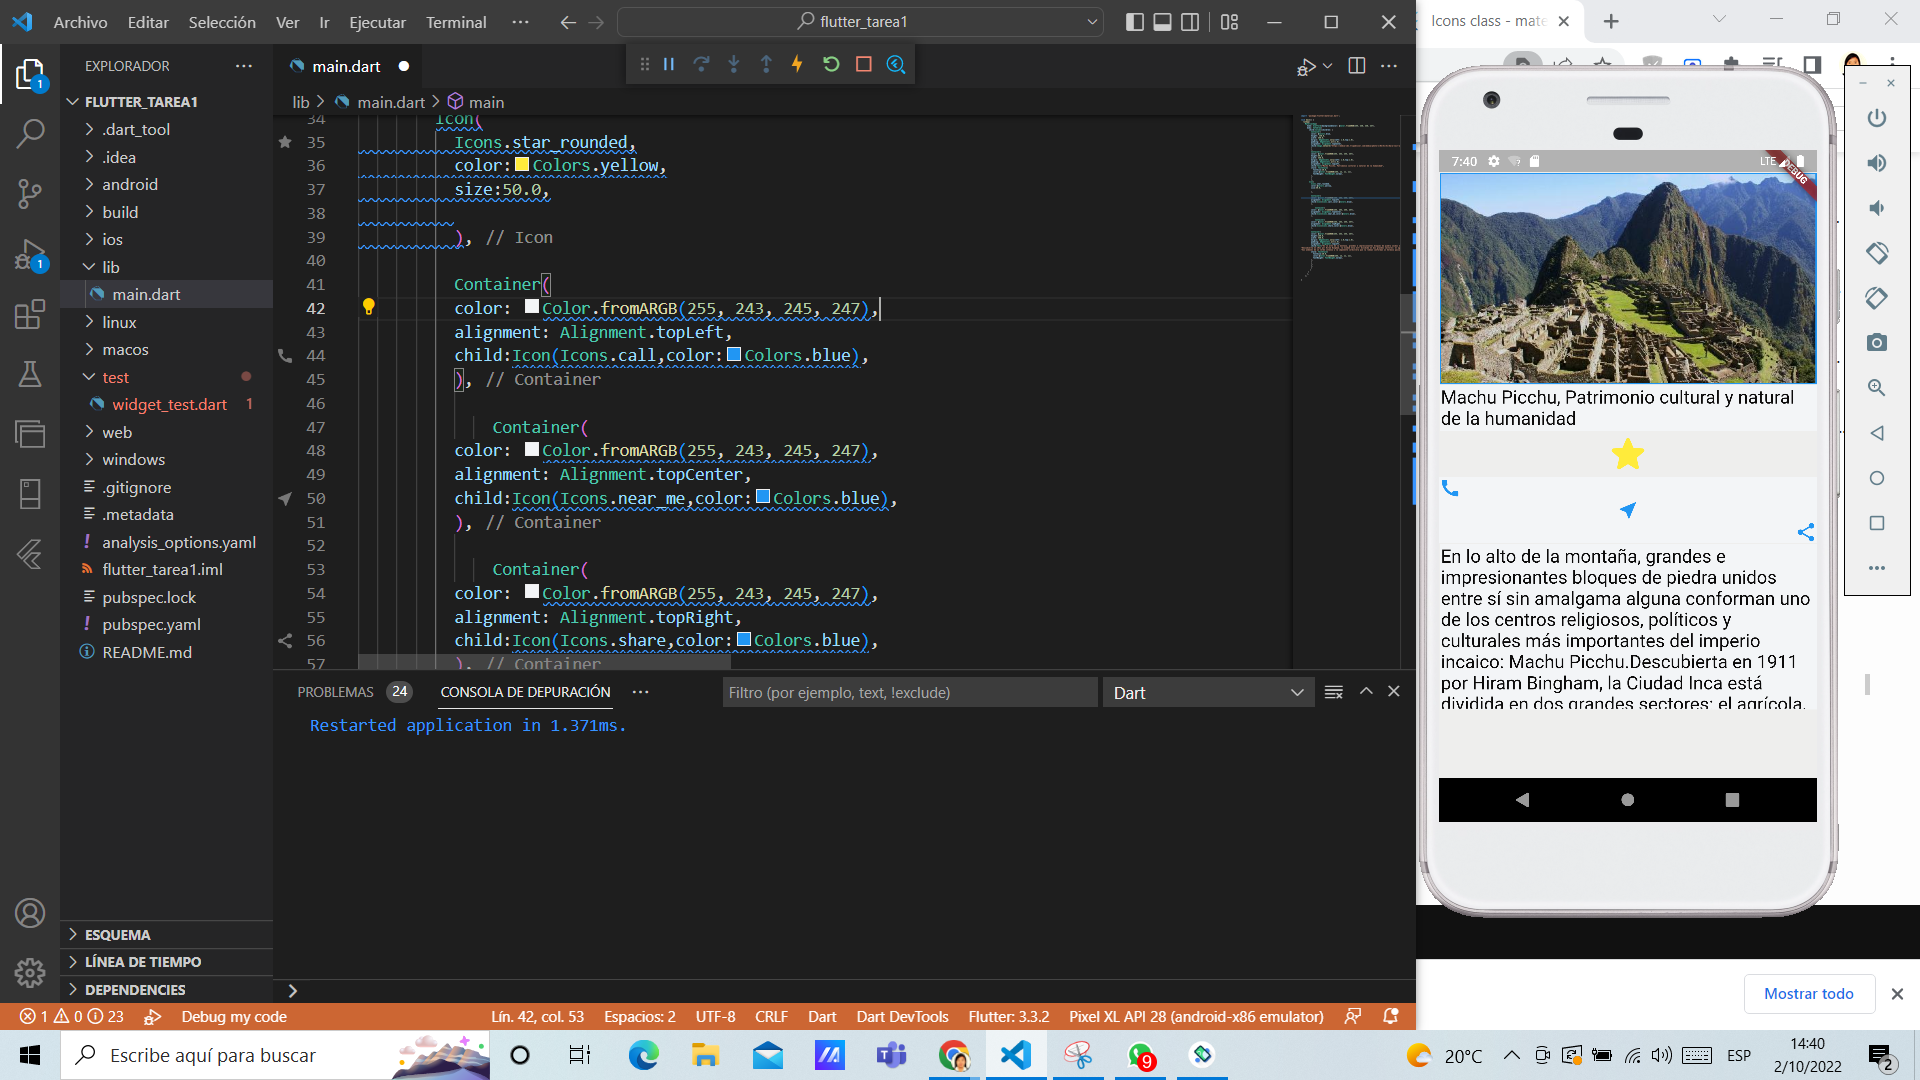 Archivo Editar Selección Ver Ir Ejecutar Terminal ··· flutter_tarea1
EXPLORADOR
FLUTTER_TAREA1
.dart_tool
.idea
android
build
ios
lib
main.dart
linux
macos
test
widget_test.dart 1
web
windows
.gitignore
.metadata
! analysis_options.yaml
flutter_tarea1.iml
pubspec.lock
! pubspec.yaml
README.md
ESQUEMA
LÍNEA DE TIEMPO
DEPENDENCIES
1
1
main.dart
lib > main.dart > main
34 Icon(
35 Icons.star_rounded,
36 color:Colors.yellow,
37 size:50.0,
38
39 ), // Icon
40
41 Container(
42 color: Color.fromARGB(255, 243, 245, 247),
43 alignment: Alignment.topLeft,
44 child:Icon(Icons.call,color:Colors.blue),
45 ), // Container
46
47 Container(
48 color: Color.fromARGB(255, 243, 245, 247),
49 alignment: Alignment.topCenter,
50 child:Icon(Icons.near_me,color:Colors.blue),
51 ), // Container
52
53 Container(
54 color: Color.fromARGB(255, 243, 245, 247),
55 alignment: Alignment.topRight,
56 child:Icon(Icons.share,color:Colors.blue),
57 ), // Container
PROBLEMAS 24 CONSOLA DE DEPURACIÓN ··· Filtro (por ejemplo, text, !exclude) Dart
Restarted application in 1.371ms.
1 0 23 Debug my code Lín. 42, col. 53 Espacios: 2 UTF-8 CRLF Dart Dart DevTools Flutter: 3.3.2 Pixel XL API 28 (android-x86 emulator)
Icons class - mate
7:40 LTE
DEBUG
Machu Picchu, Patrimonio cultural y natural
de la humanidad
En lo alto de la montaña, grandes e
impresionantes bloques de piedra unidos
entre sí sin amalgama alguna conforman uno
de los centros religiosos, políticos y
culturales más importantes del imperio
incaico: Machu Picchu.Descubierta en 1911
por Hiram Bingham, la Ciudad Inca está
dividida en dos grandes sectores: el agrícola,
Mostrar todo
Escribe aquí para buscar 9 20°C ESP 14:40
2/10/2022 2